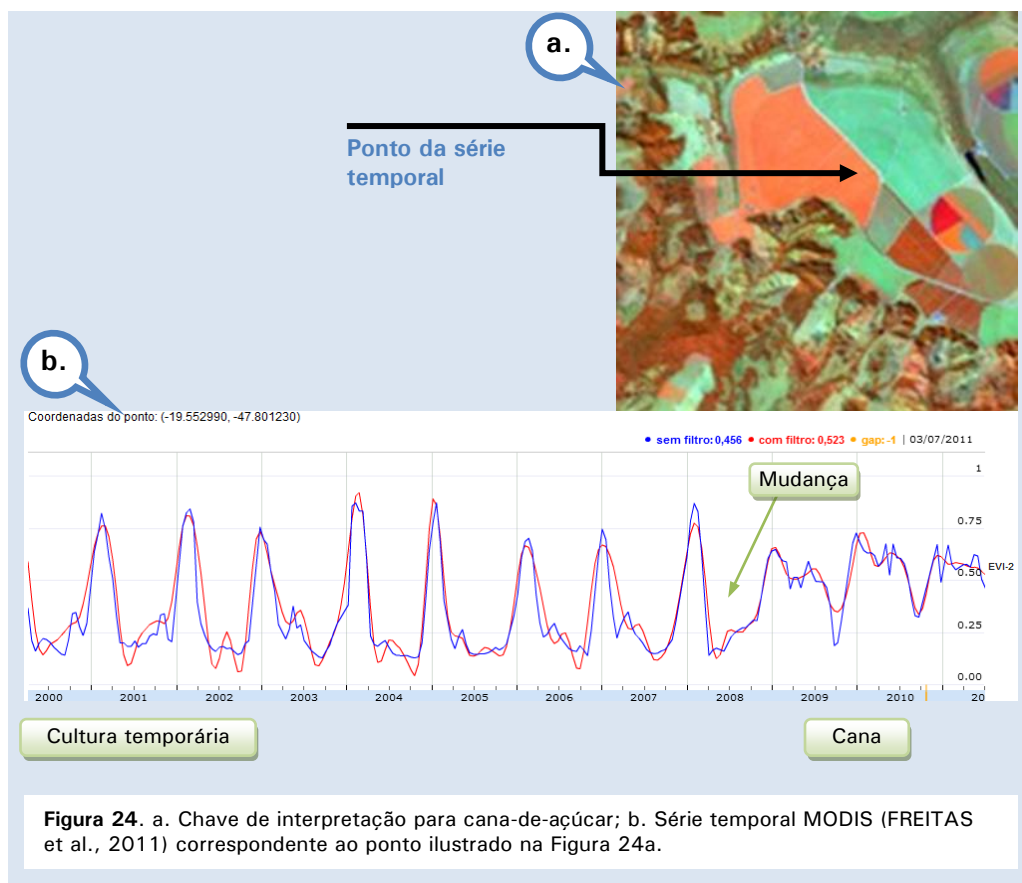 a.
Ponto da série
temporal
b.
Coordenadas do ponto: (-19.552990, -47.801230)
• sem filtro: 0,456 • com filtro: 0,523 • gap: -1 | 03/07/2011
Mudança
1
0.75
0.50
EVI-2
0.25
0.00
2000 2001 2002 2003 2004 2005 2006 2007 2008 2009 2010 20
Cultura temporária
Cana
Figura 24. a. Chave de interpretação para cana-de-açúcar; b. Série temporal MODIS (FREITAS
et al., 2011) correspondente ao ponto ilustrado na Figura 24a.